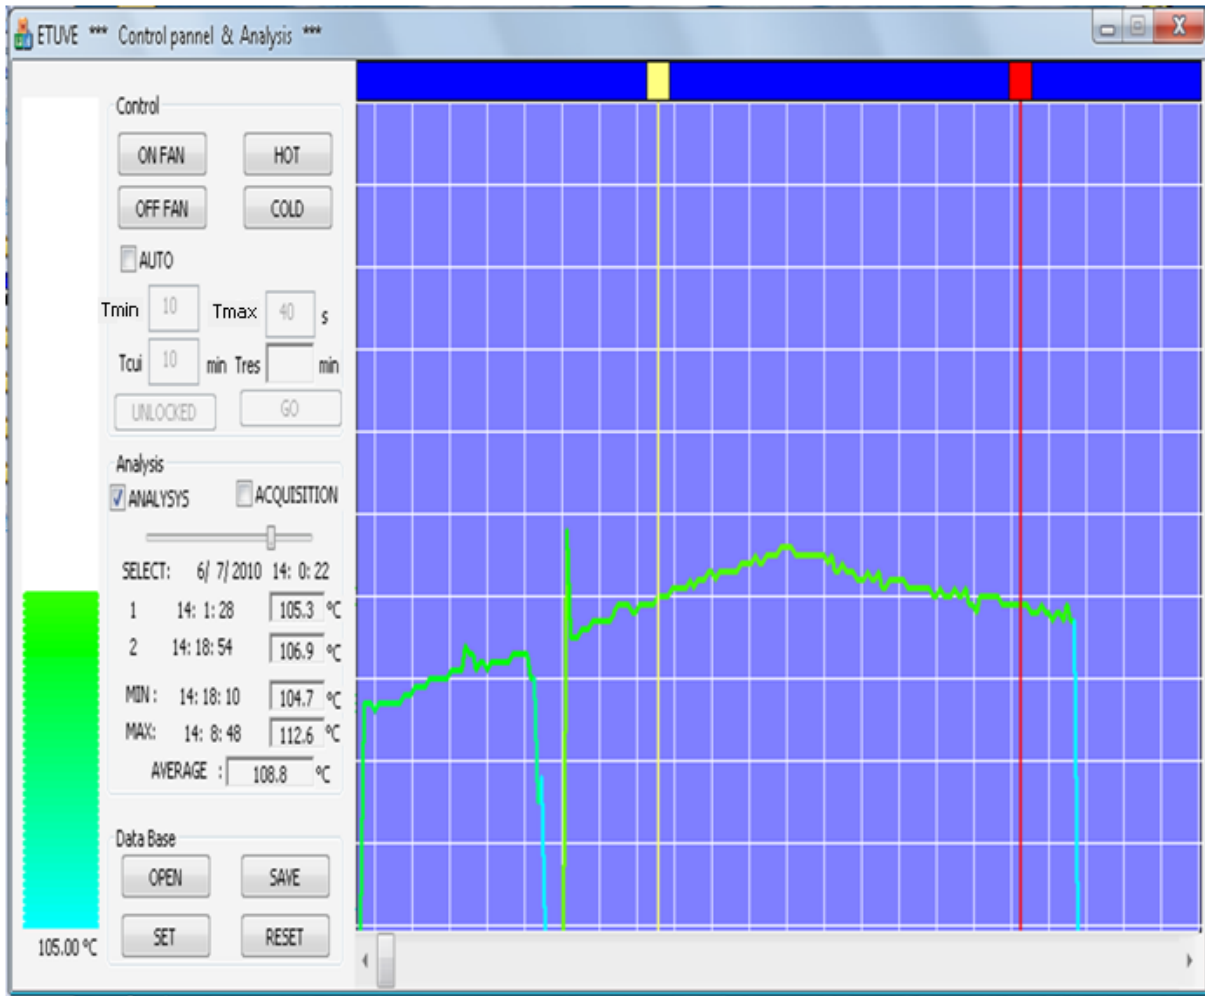 ETUVE *** Control pannel & Analysis ***
X
Control
ON FAN HOT
OFF FAN COLD
AUTO
Tmin 10 Tmax 40 s
Tcui 10 min Tres min
UNLOCKED GO
Analysis
ANALYSYS ACQUISITION
SELECT: 6/ 7/ 2010 14: 0: 22
1 14: 1: 28 105.3 °C
2 14: 18: 54 106.9 °C
MIN : 14: 18: 10 104.7 °C
MAX: 14: 8: 48 112.6 °C
AVERAGE : 108.8 °C
Data Base
OPEN SAVE
SET RESET
105.00 °C